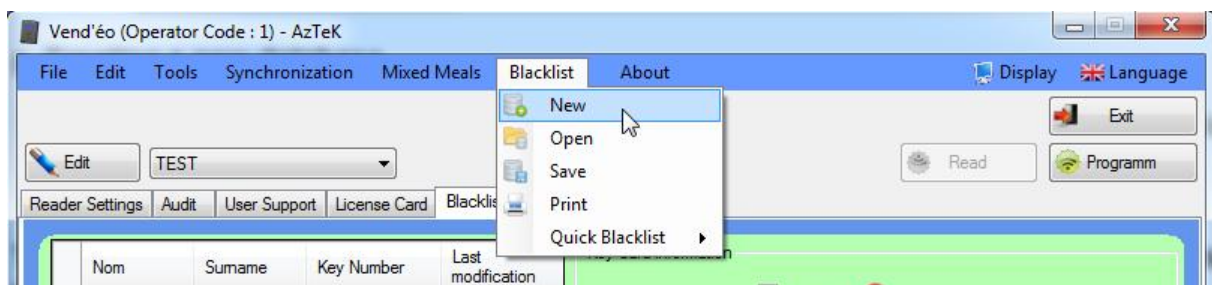 Vend'éo (Operator Code : 1) - AzTeK
File Edit Tools Synchronization Mixed Meals Blacklist About Display Language
New
Exit
Open
Edit TEST Read Programm
Save
Reader Settings Audit User Support License Card Blacklis
Print
Quick Blacklist
Nom Surname Key Number Last modification